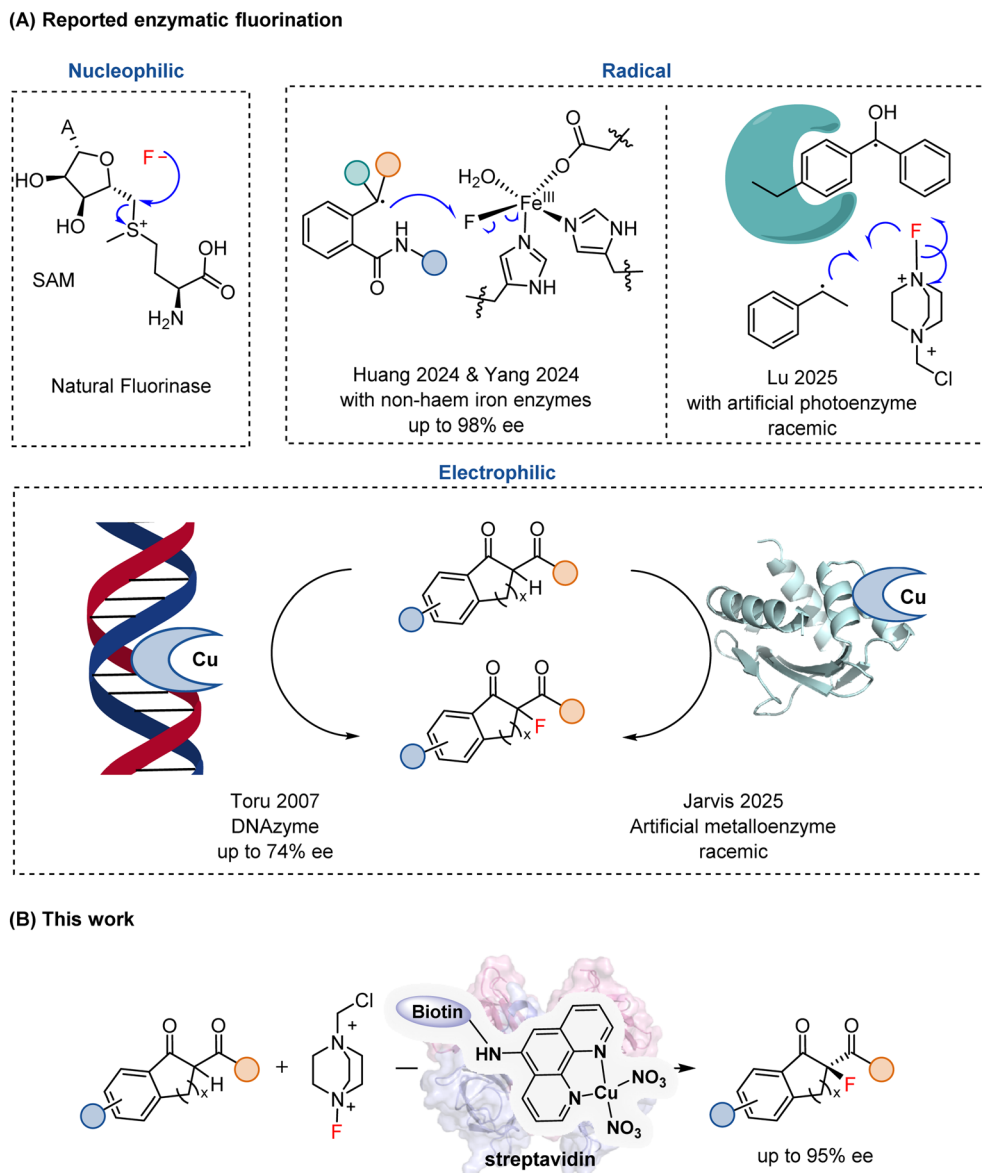 (A) Reported enzymatic fluorination
Nucleophilic
Radical
A
O
F –
HO
HO
S+
OH
O
H2N
SAM
Natural Fluorinase
O
O
H2O
FeIII
F
H
N
O
N
N
NH
NH
Huang 2024 & Yang 2024
with non-haem iron enzymes
up to 98% ee
OH
F
+
N
N
+
Cl
Lu 2025
with artificial photoenzyme
racemic
Electrophilic
O O
H
x
Cu
Cu
O O
F
x
Toru 2007
DNAzyme
up to 74% ee
Jarvis 2025
Artificial metalloenzyme
racemic
(B) This work
O O
H
x
+
Cl
+
N
N
+
F
Biotin
HN
N
N
Cu
NO3
NO3
streptavidin
O O
F
x
up to 95% ee